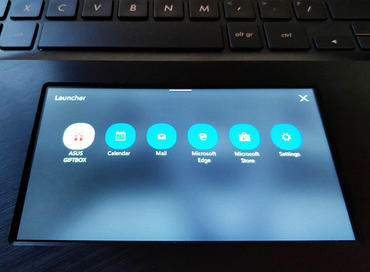 X C V B N M
alt gr ctrl
Launcher
ASUS
GIFTBOX
Calendar
Mail
Microsoft
Edge
Microsoft
Store
Settings